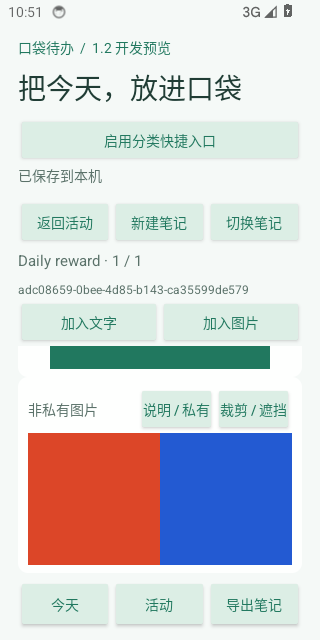 10:51
3G
口袋待办 / 1.2 开发预览
把今天，放进口袋
启用分类快捷入口
已保存到本机
返回活动 新建笔记 切换笔记
Daily reward · 1 / 1
adc08659-0bee-4d85-b143-ca35599de579
加入文字 加入图片
非私有图片 说明 / 私有 裁剪 / 遮挡
今天 活动 导出笔记